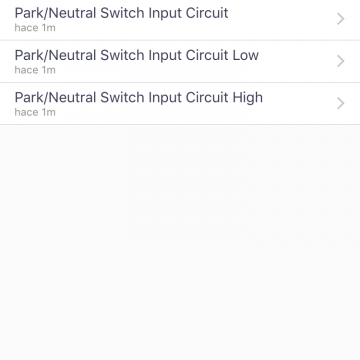 Park/Neutral Switch Input Circuit
hace 1m
Park/Neutral Switch Input Circuit Low
hace 1m
Park/Neutral Switch Input Circuit High
hace 1m